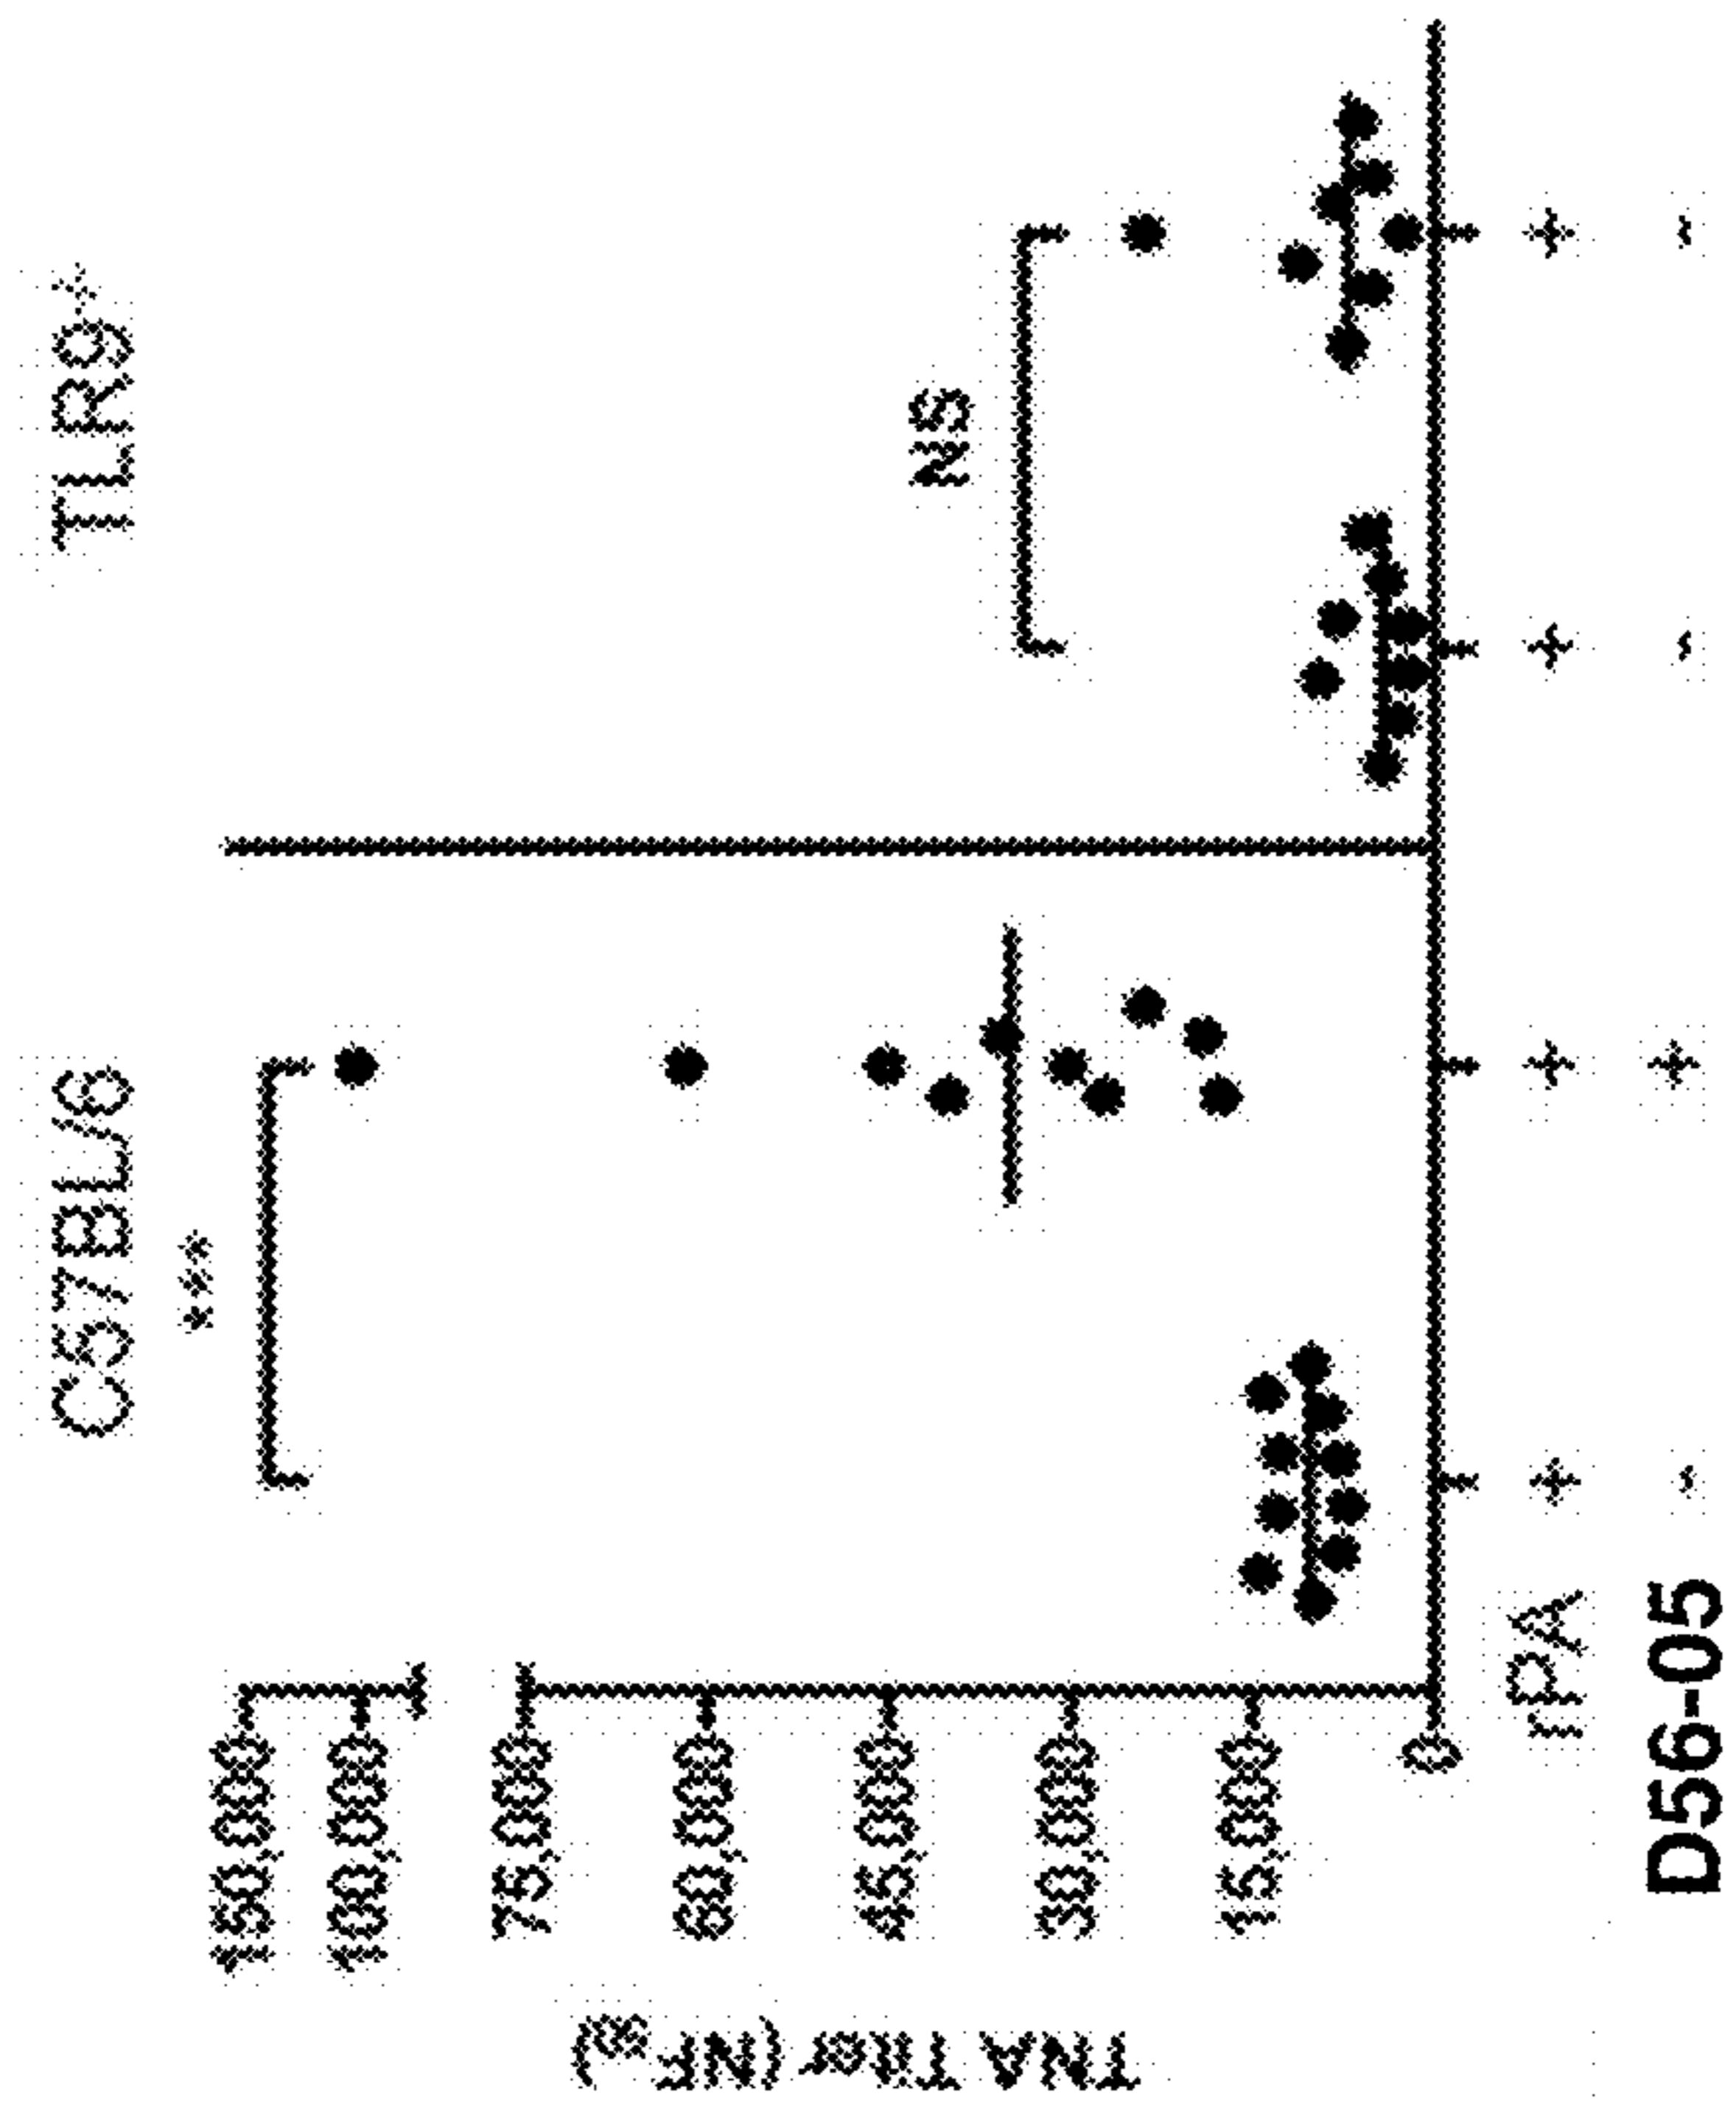 C57BL/6
TLR9-/-
***
NS
TNA Titer (NF50)
150,000
100,000
75,000
60,000
45,000
30,000
15,000
0
rPA + + + +
D56-05 - + - -